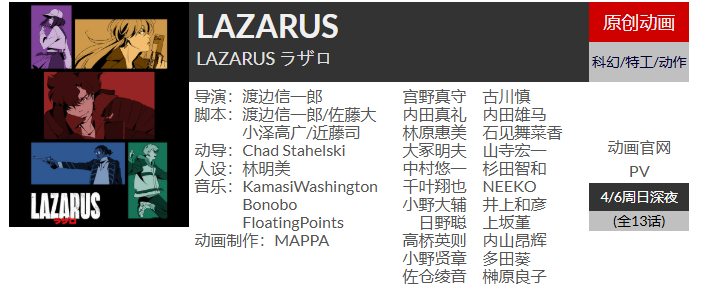 LAZARUS
LAZARUS ラザロ
原创动画
科幻/特工/动作
导演：渡边信一郎
脚本：渡边信一郎/佐藤大
小泽高广/近藤司
动导：Chad Stahelski
人设：林明美
音乐：KamasiWashington
Bonobo
FloatingPoints
动画制作：MAPPA
宫野真守 古川慎
内田真礼 内田雄马
林原惠美 石见舞菜香
大冢明夫 山寺宏一
中村悠一 杉田智和
千叶翔也 NEEKO
小野大辅 井上和彦
日野聪 上坂堇
高桥英则 内山昂辉
小野贤章 多田葵
佐仓绫音 榊原良子
动画官网
PV
4/6周日深夜
(全13话)
LAZARUS
ラザロ